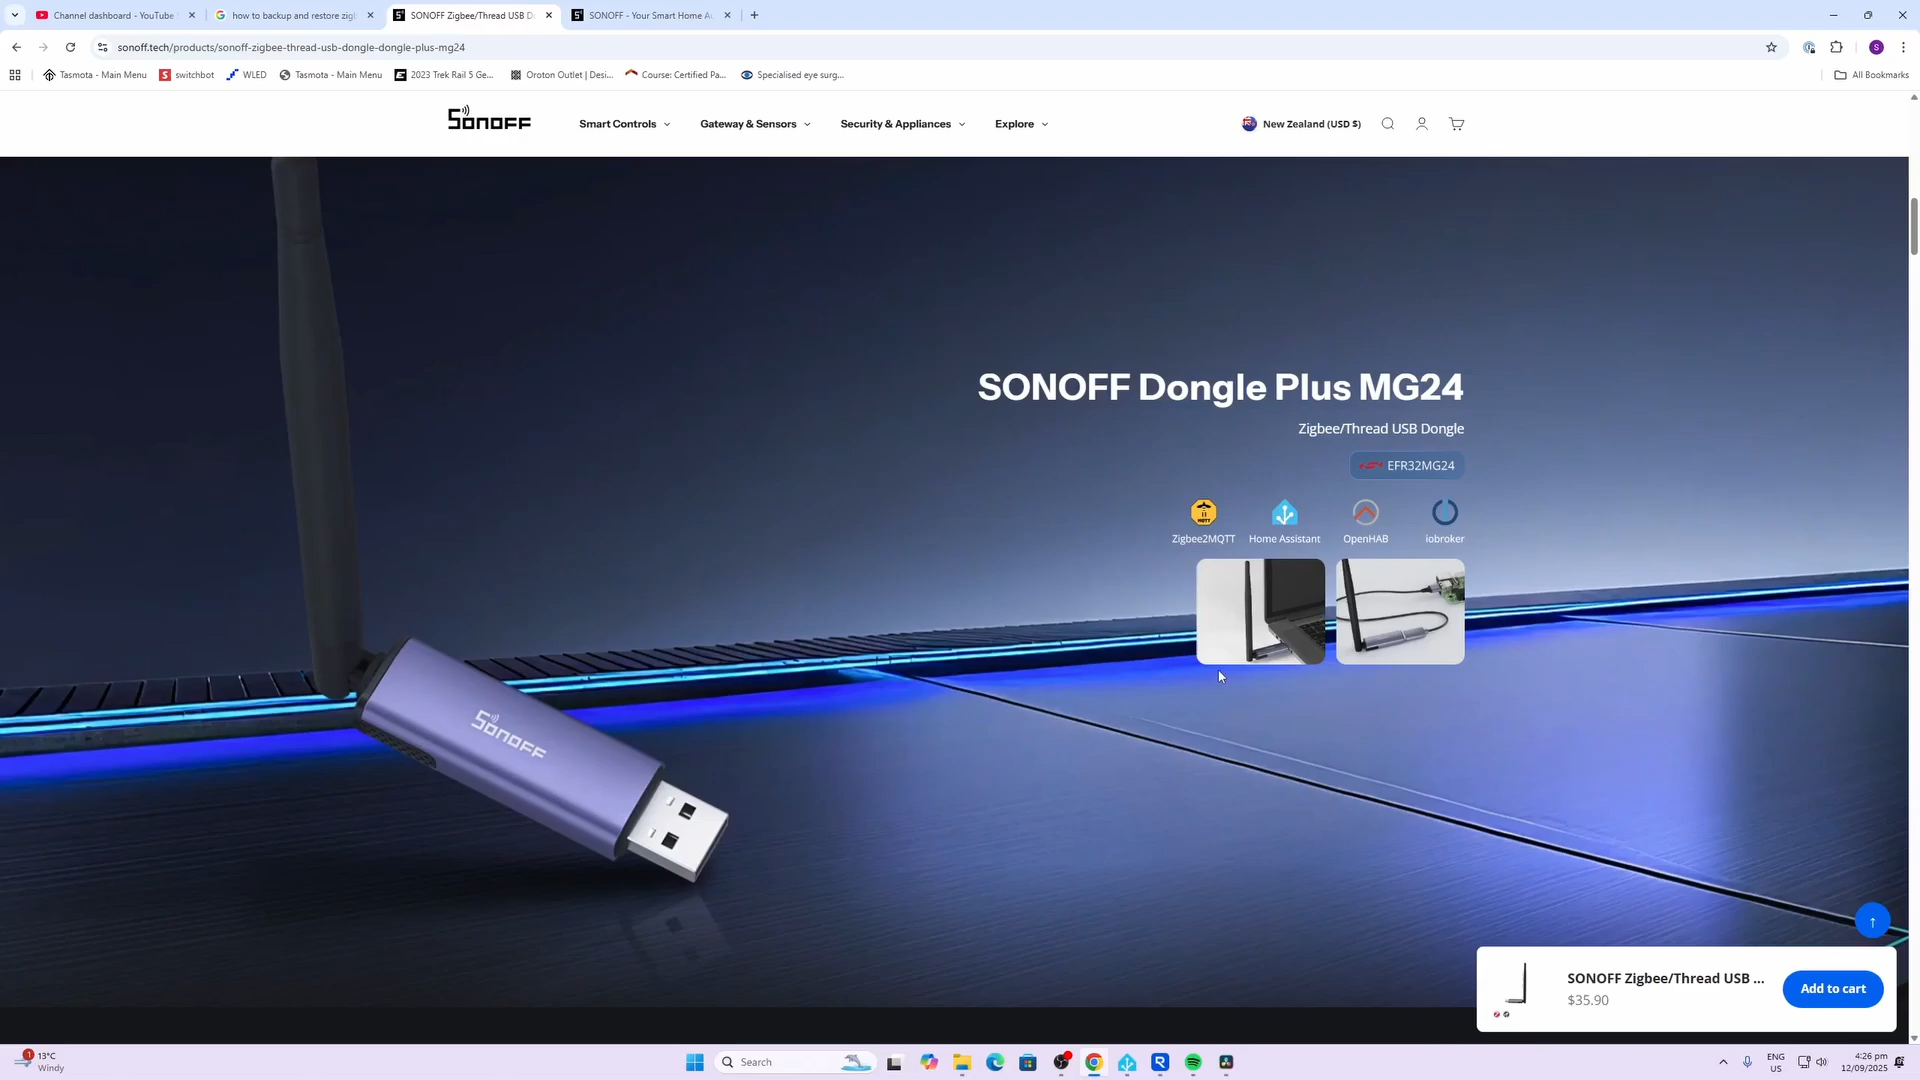 Channel dashboard - YouTube
how to backup and restore zigb
SONOFF Zigbee/Thread USB Do
SONOFF - Your Smart Home Au
sonoff.tech/products/sonoff-zigbee-thread-usb-dongle-dongle-plus-mg24
S
Tasmota - Main Menu
switchbot
WLED
Tasmota - Main Menu
2023 Trek Rail 5 Ge...
Oroton Outlet | Desi...
Course: Certified Pa...
Specialised eye surg...
All Bookmarks
SONOFF
Smart Controls
Gateway & Sensors
Security & Appliances
Explore
New Zealand (USD $)
SONOFF Dongle Plus MG24
Zigbee/Thread USB Dongle
EFR32MG24
Zigbee2MQTT
Home Assistant
OpenHAB
iobroker
SONOFF
SONOFF Zigbee/Thread USB ...
$35.90
Add to cart
1
13°C
Windy
Search
ENG
US
4:26 pm
12/09/2025